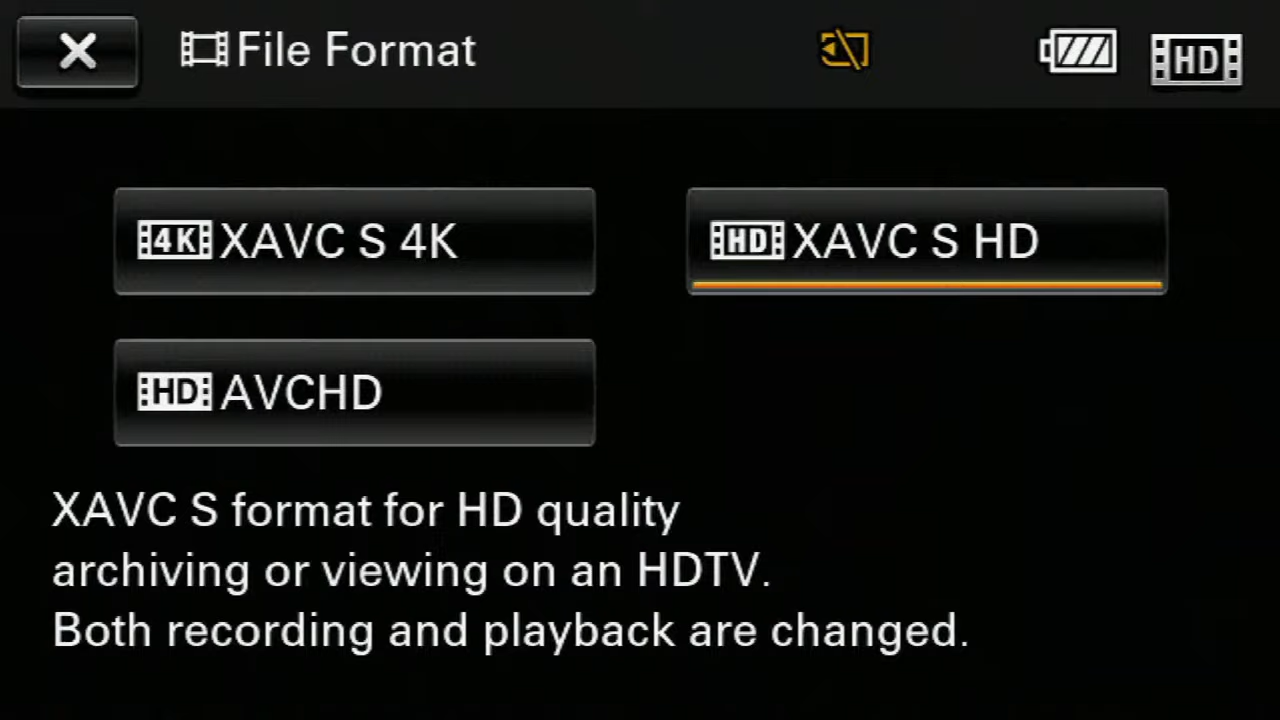 File Format
HD
4K XAVC S 4K
HD XAVC S HD
HD AVCHD
XAVC S format for HD quality
archiving or viewing on an HDTV.
Both recording and playback are changed.